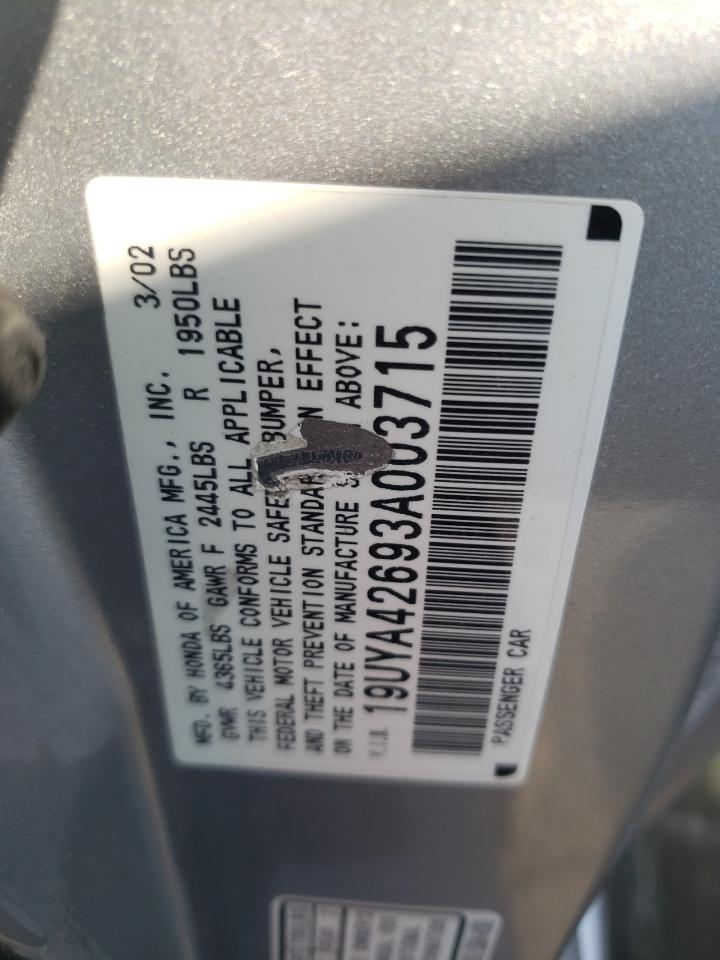 MFD. BY HONDA OF AMERICA MFG., INC. 3/02
GVWR 4365LBS GAWR F 2445LBS R 1950LBS
THIS VEHICLE CONFORMS TO ALL APPLICABLE
FEDERAL MOTOR VEHICLE SAFE BUMPER,
AND THEFT PREVENTION STANDAR N EFFECT
ON THE DATE OF MANUFACTURE S ABOVE:
V.I.N. 19UYA42693A003715
PASSENGER CAR